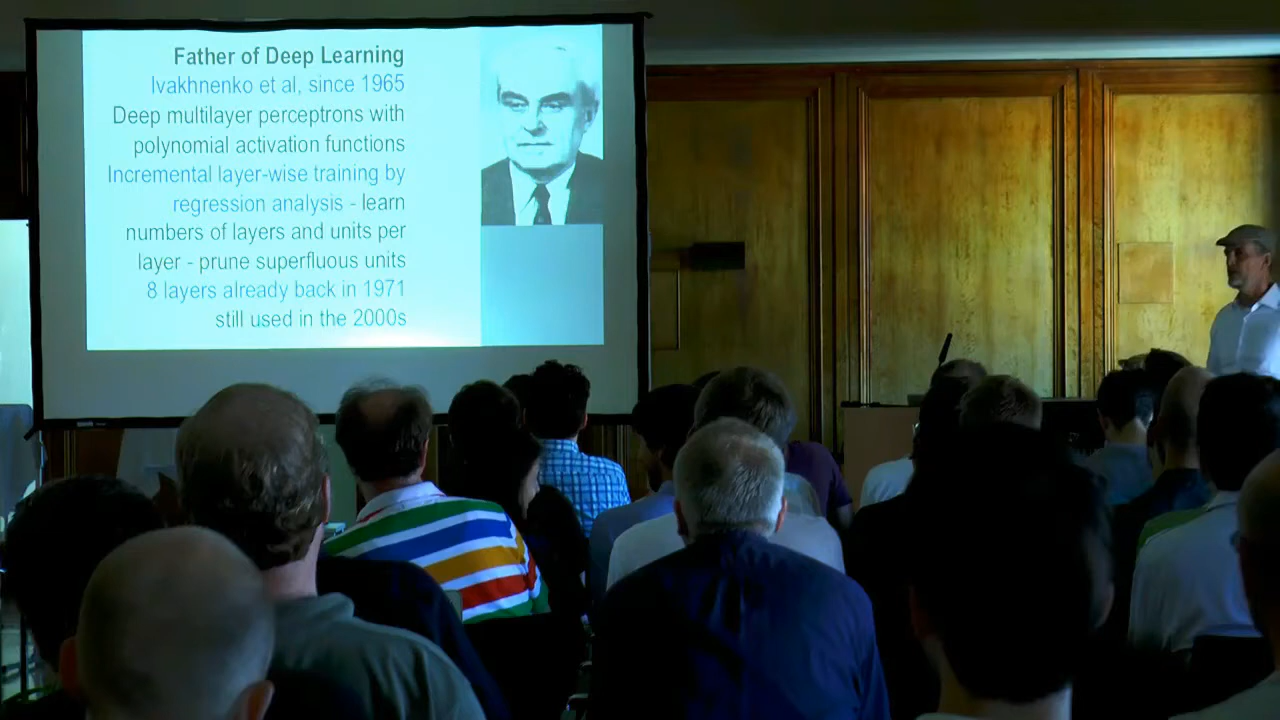 Father of Deep Learning
Ivakhnenko et al, since 1965
Deep multilayer perceptrons with
polynomial activation functions
Incremental layer-wise training by
regression analysis - learn
numbers of layers and units per
layer - prune superfluous units
8 layers already back in 1971
still used in the 2000s